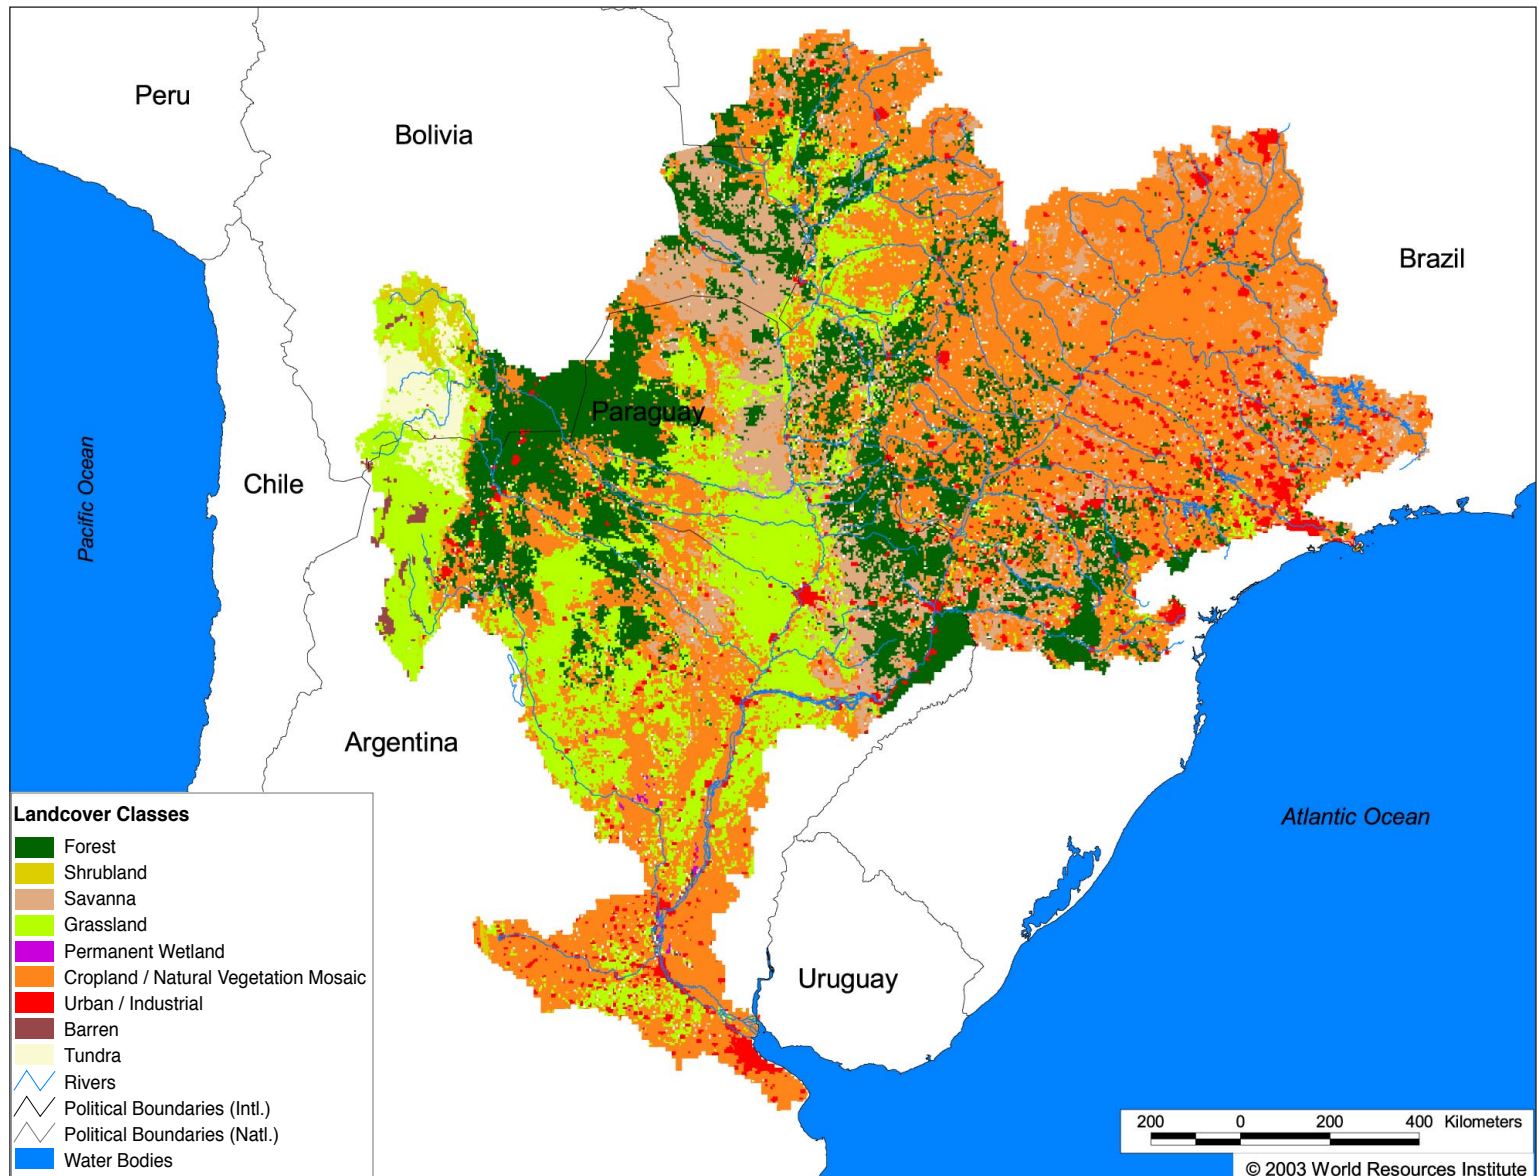 Peru
Bolivia
Brazil
Paraguay
Pacific Ocean
Chile
Argentina
Atlantic Ocean
Uruguay
Landcover Classes
Forest
Shrubland
Savanna
Grassland
Permanent Wetland
Cropland / Natural Vegetation Mosaic
Urban / Industrial
Barren
Tundra
Rivers
Political Boundaries (Intl.)
Political Boundaries (Natl.)
Water Bodies
200 0 200 400 Kilometers
© 2003 World Resources Institute